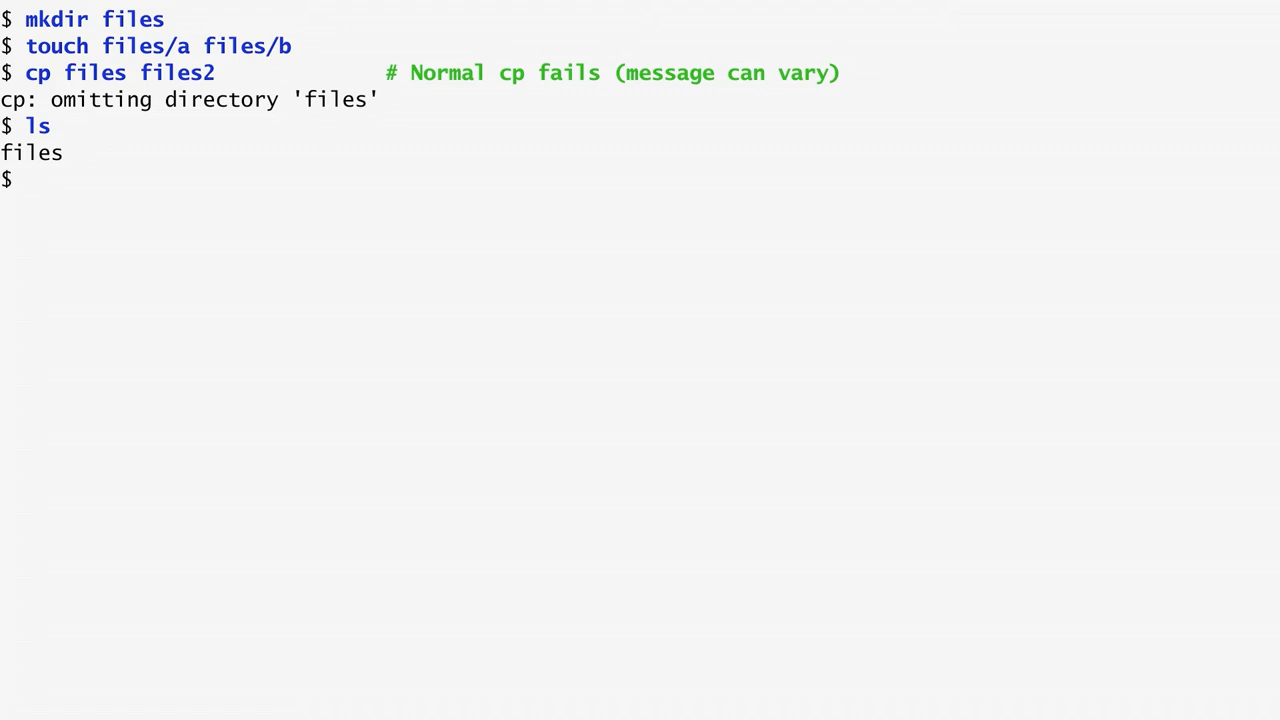 $ mkdir files
$ touch files/a files/b
$ cp files files2 # Normal cp fails (message can vary)
cp: omitting directory 'files'
$ ls
files
$